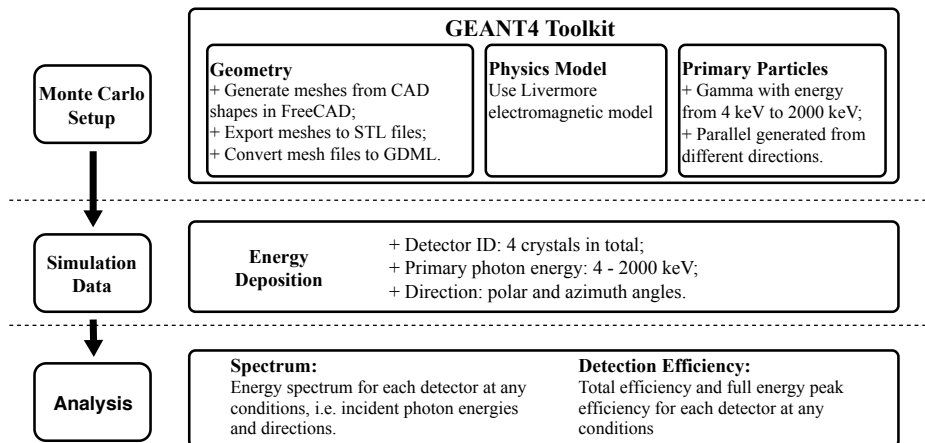 GEANT4 Toolkit
Monte Carlo
Setup
Geometry
+ Generate meshes from CAD
shapes in FreeCAD;
+ Export meshes to STL files;
+ Convert mesh files to GDML.
Physics Model
Use Livermore
electromagnetic model
Primary Particles
+ Gamma with energy
from 4 keV to 2000 keV;
+ Parallel generated from
different directions.
Simulation
Data
Energy
Deposition
+ Detector ID: 4 crystals in total;
+ Primary photon energy: 4 - 2000 keV;
+ Direction: polar and azimuth angles.
Analysis
Spectrum:
Energy spectrum for each detector at any
conditions, i.e. incident photon energies
and directions.
Detection Efficiency:
Total efficiency and full energy peak
efficiency for each detector at any
conditions